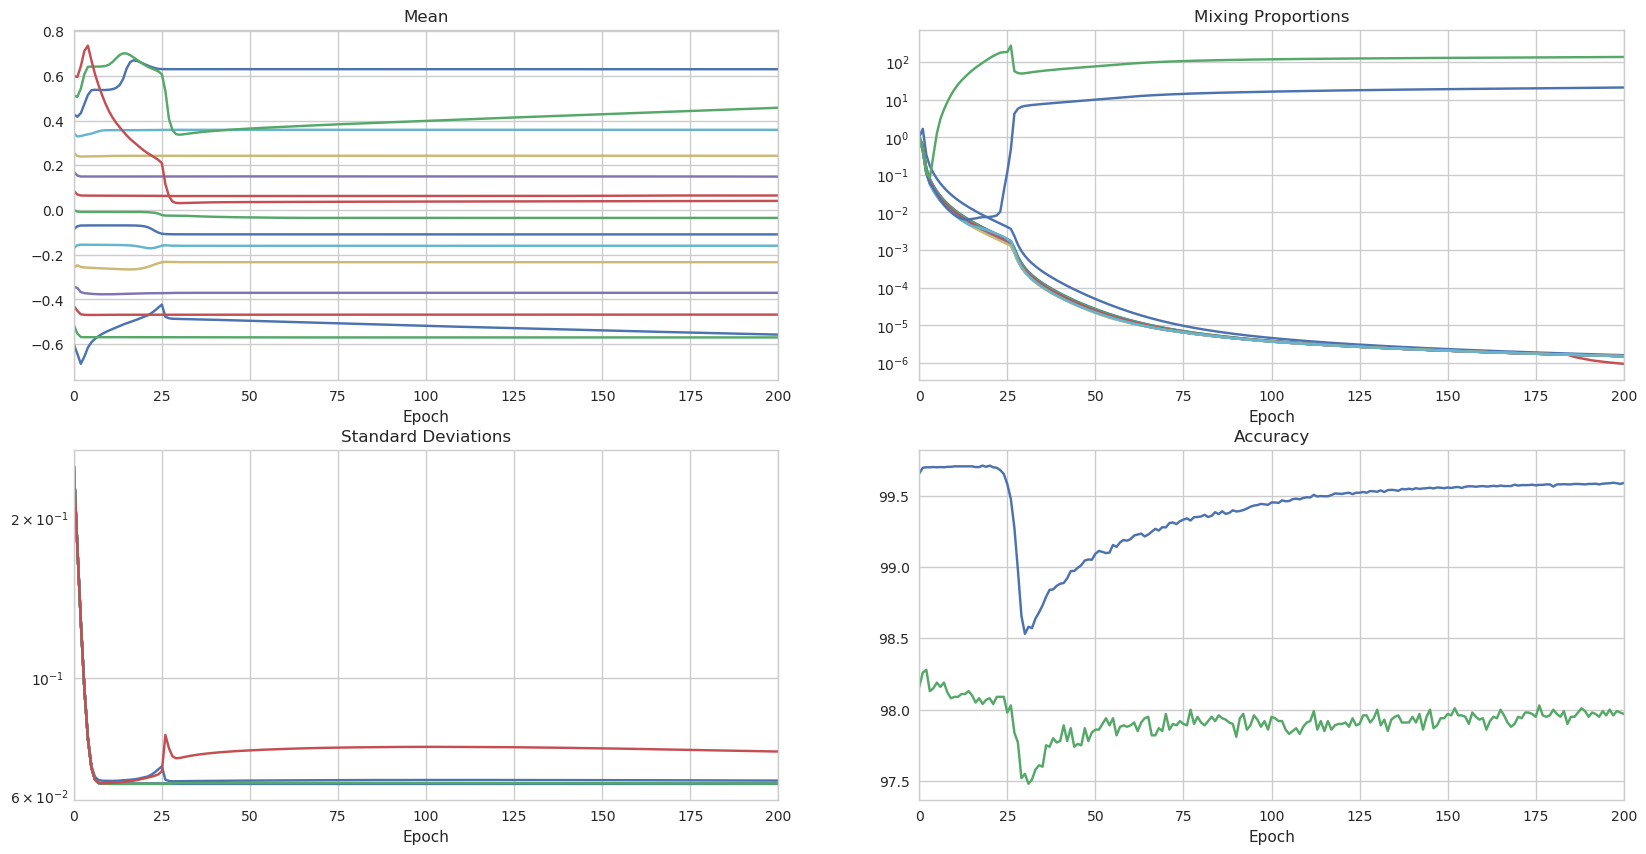 Mean
0.8
0.6
0.4
0.2
0.0
−0.2
−0.4
−0.6
0 25 50 75 100 125 150 175 200
Epoch
Mixing Proportions
10²
10¹
10⁰
10⁻¹
10⁻²
10⁻³
10⁻⁴
10⁻⁵
10⁻⁶
0 25 50 75 100 125 150 175 200
Epoch
Standard Deviations
2 × 10⁻¹
10⁻¹
6 × 10⁻²
0 25 50 75 100 125 150 175 200
Epoch
Accuracy
99.5
99.0
98.5
98.0
97.5
0 25 50 75 100 125 150 175 200
Epoch